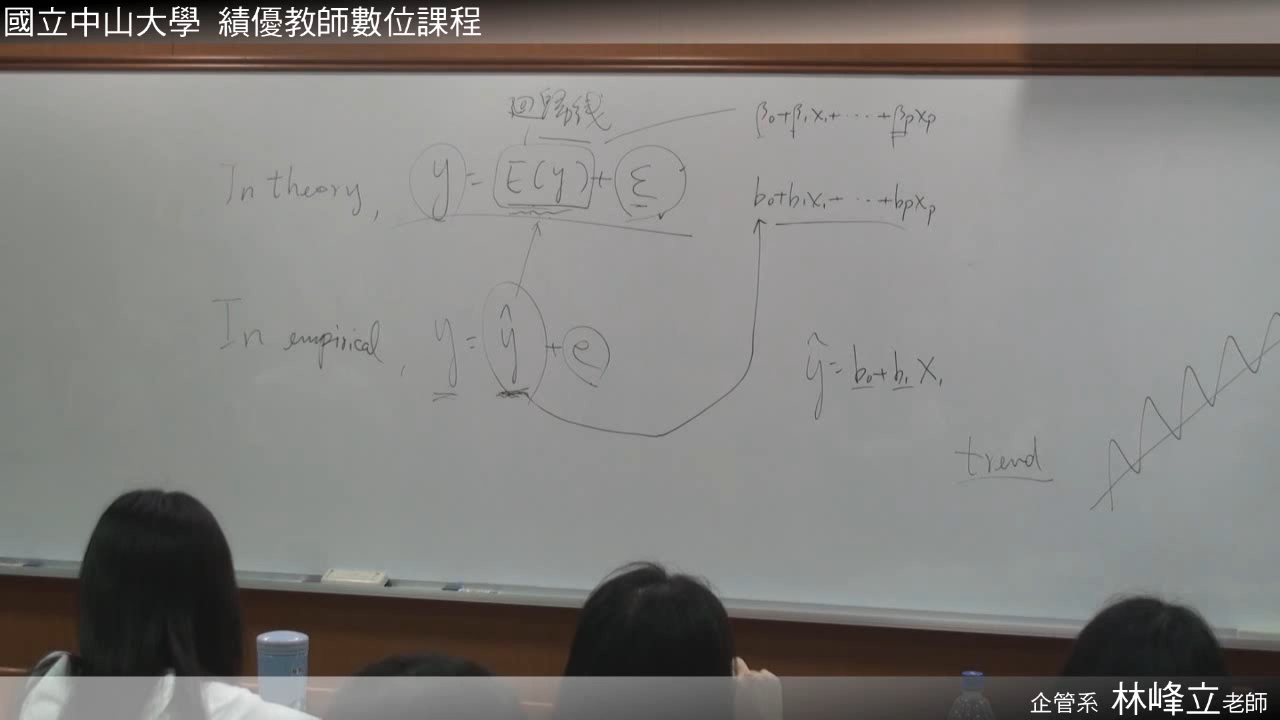 國立中山大學 績優教師數位課程
回歸線
β₀+β₁x₁+⋯+βₚxₚ
In theory, y=E(y)+ε
b₀+b₁x₁+⋯+bₚxₚ
In empirical, y=ŷ+e
ŷ=b₀+b₁x₁
trend
企管系 林峰立老師